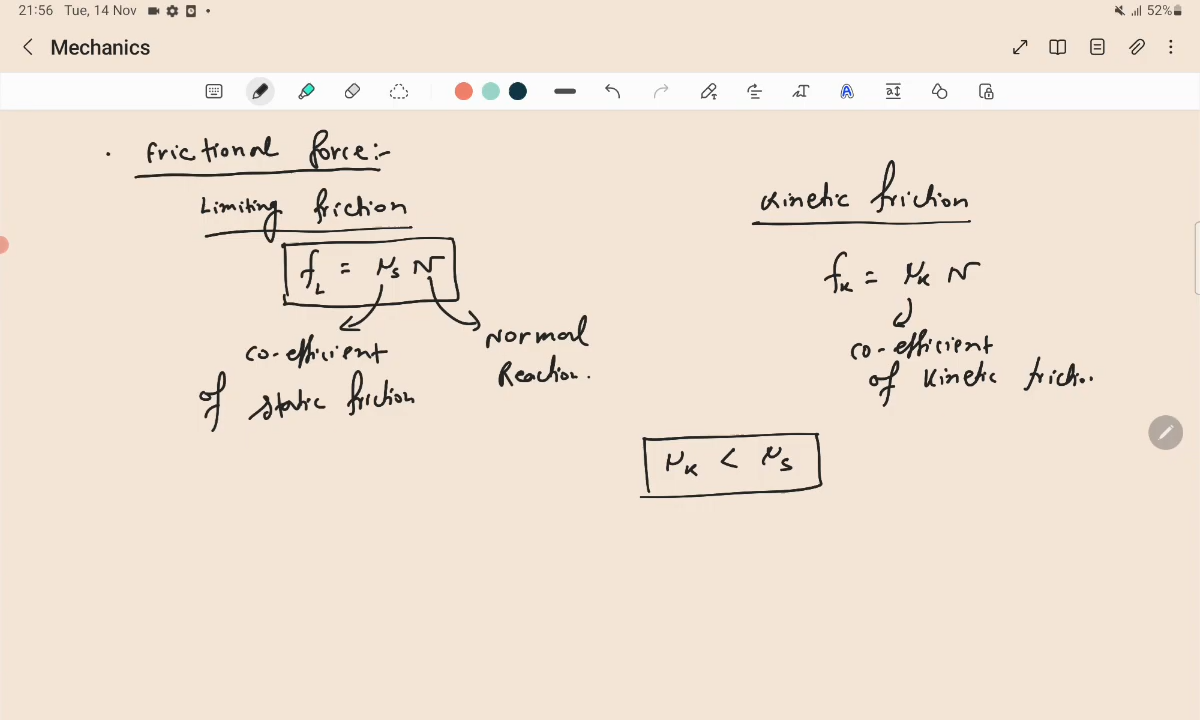 21:56 Tue, 14 Nov
52%
Mechanics
. Frictional force:-
Limiting friction
f_L = μ_s N
co-efficient
of static friction
Normal
Reaction.
Kinetic friction
f_K = μ_K N
co-efficient
of Kinetic friction
μ_K < μ_s